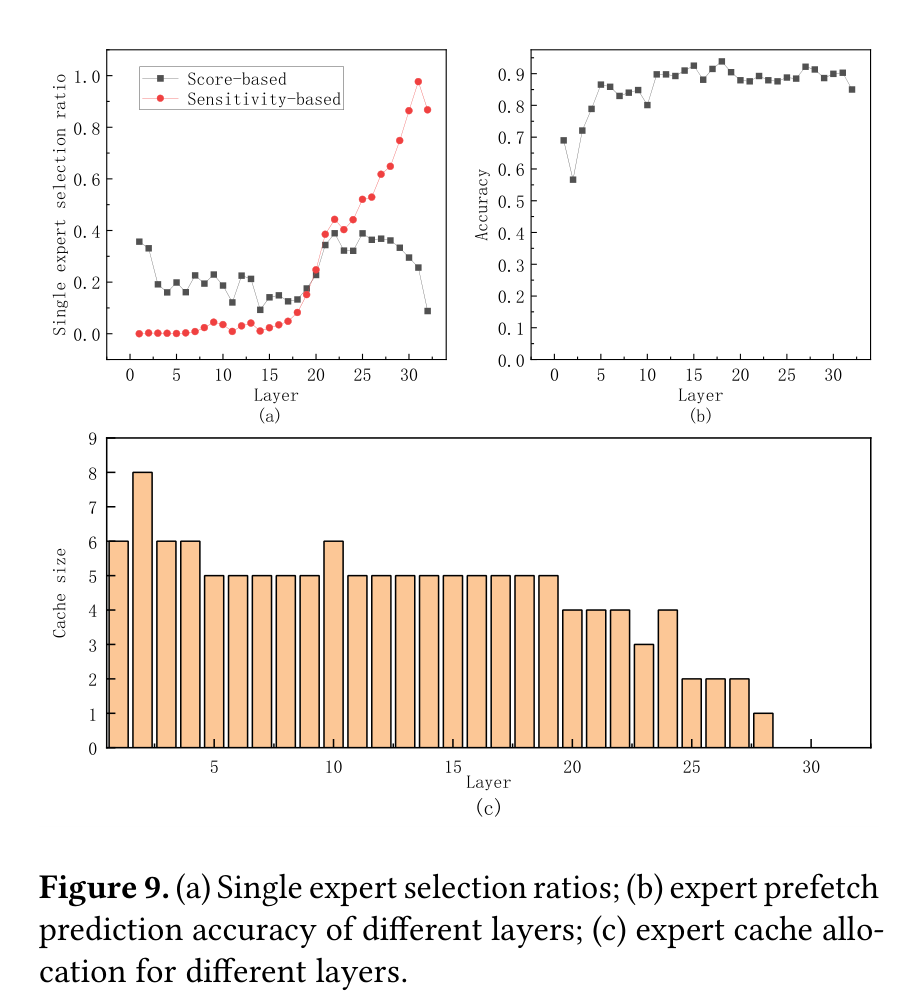 Single expert selection ratio
1.0
0.8
0.6
0.4
0.2
0.0
Score-based
Sensitivity-based
0 5 10 15 20 25 30
Layer
(a)
Accuracy
0.9
0.8
0.7
0.6
0.5
0.4
0.3
0.2
0.1
0.0
0 5 10 15 20 25 30
Layer
(b)
Cache size
9
8
7
6
5
4
3
2
1
0
5 10 15 20 25 30
Layer
(c)
Figure 9. (a) Single expert selection ratios; (b) expert prefetch
prediction accuracy of different layers; (c) expert cache allo-
cation for different layers.